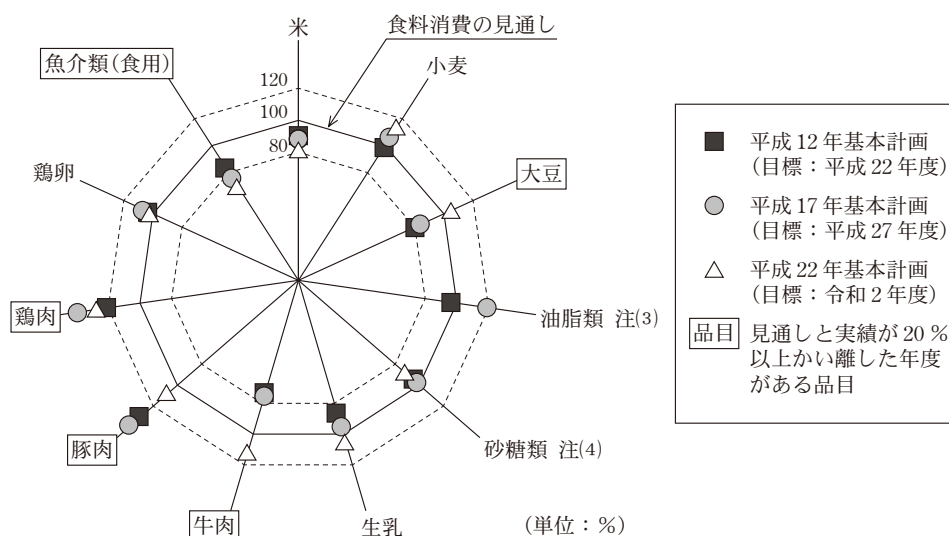 食料消費の見通し
米
小麦
魚介類(食用)
120
100
80
鶏卵
大豆
鶏肉
油脂類 注(3)
豚肉
砂糖類 注(4)
牛肉
生乳
(単位：%)
平成12年基本計画
(目標：平成22年度)
平成17年基本計画
(目標：平成27年度)
平成22年基本計画
(目標：令和2年度)
品目 見通しと実績が20％
以上かい離した年度
がある品目